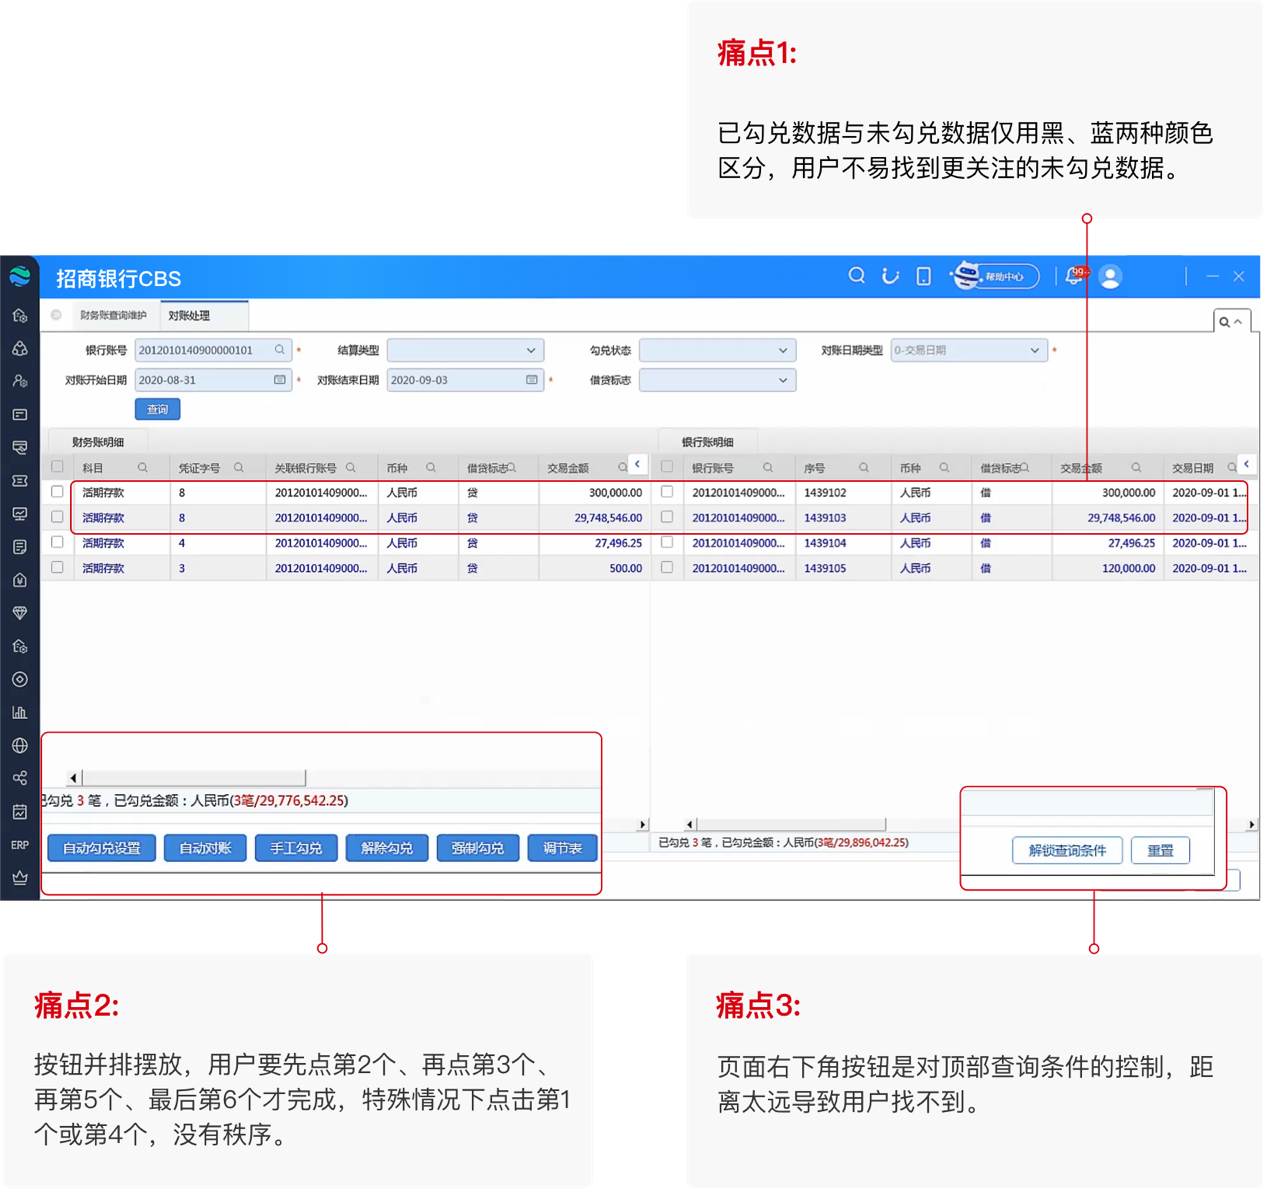 痛点1:
已勾兑数据与未勾兑数据仅用黑、蓝两种颜色
区分，用户不易找到更关注的未勾兑数据。
招商银行CBS
帮助中心
99+
财务账查询维护 对账处理
银行账号 2012010140900000101 * 结算类型 勾兑状态 对账日期类型 0-交易日期 *
对账开始日期 2020-08-31 * 对账结束日期 2020-09-03 * 借贷标志
查询
财务账明细 银行账明细
科目 凭证字号 关联银行账号 币种 借贷标志 交易金额 银行账号 序号 币种 借贷标志 交易金额 交易日期
活期存款 8 20120101409000... 人民币 贷 300,000.00 20120101409000... 1439102 人民币 借 300,000.00 2020-09-01 1...
活期存款 8 20120101409000... 人民币 贷 29,748,546.00 20120101409000... 1439103 人民币 借 29,748,546.00 2020-09-01 1...
活期存款 4 20120101409000... 人民币 贷 27,496.25 20120101409000... 1439104 人民币 借 27,496.25 2020-09-01 1...
活期存款 3 20120101409000... 人民币 贷 500.00 20120101409000... 1439105 人民币 借 120,000.00 2020-09-01 1...
已勾兑 3 笔，已勾兑金额：人民币(3笔/29,776,542.25)
已勾兑 3 笔，已勾兑金额：人民币(3笔/29,896,042.25)
自动勾兑设置 自动对账 手工勾兑 解除勾兑 强制勾兑 调节表
解锁查询条件 重置
ERP
痛点2:
按钮并排摆放，用户要先点第2个、再点第3个、
再第5个、最后第6个才完成，特殊情况下点击第1
个或第4个，没有秩序。
痛点3:
页面右下角按钮是对顶部查询条件的控制，距
离太远导致用户找不到。